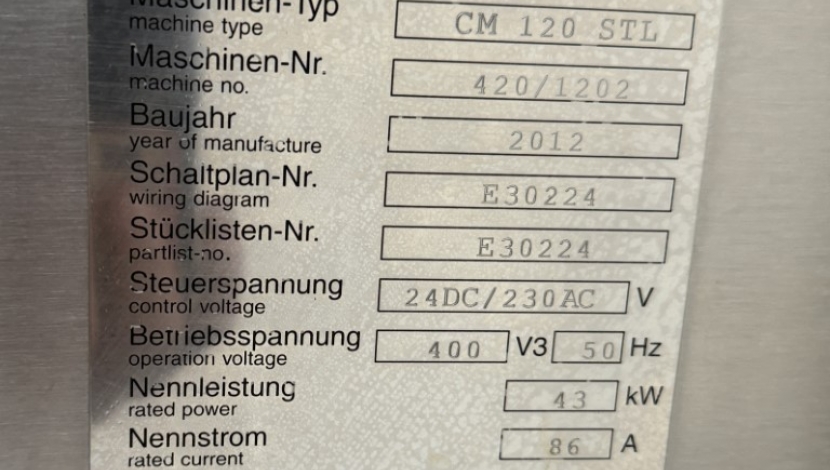 Maschinen-Typ
machine type CM 120 STL
Maschinen-Nr.
machine no. 420/1202
Baujahr
year of manufacture 2012
Schaltplan-Nr.
wiring diagram E30224
Stücklisten-Nr.
partlist-no. E30224
Steuerspannung
control voltage 24DC/230AC V
Betriebsspannung
operation voltage 400 V3 50 Hz
Nennleistung
rated power 43 kW
Nennstrom
rated current 86 A